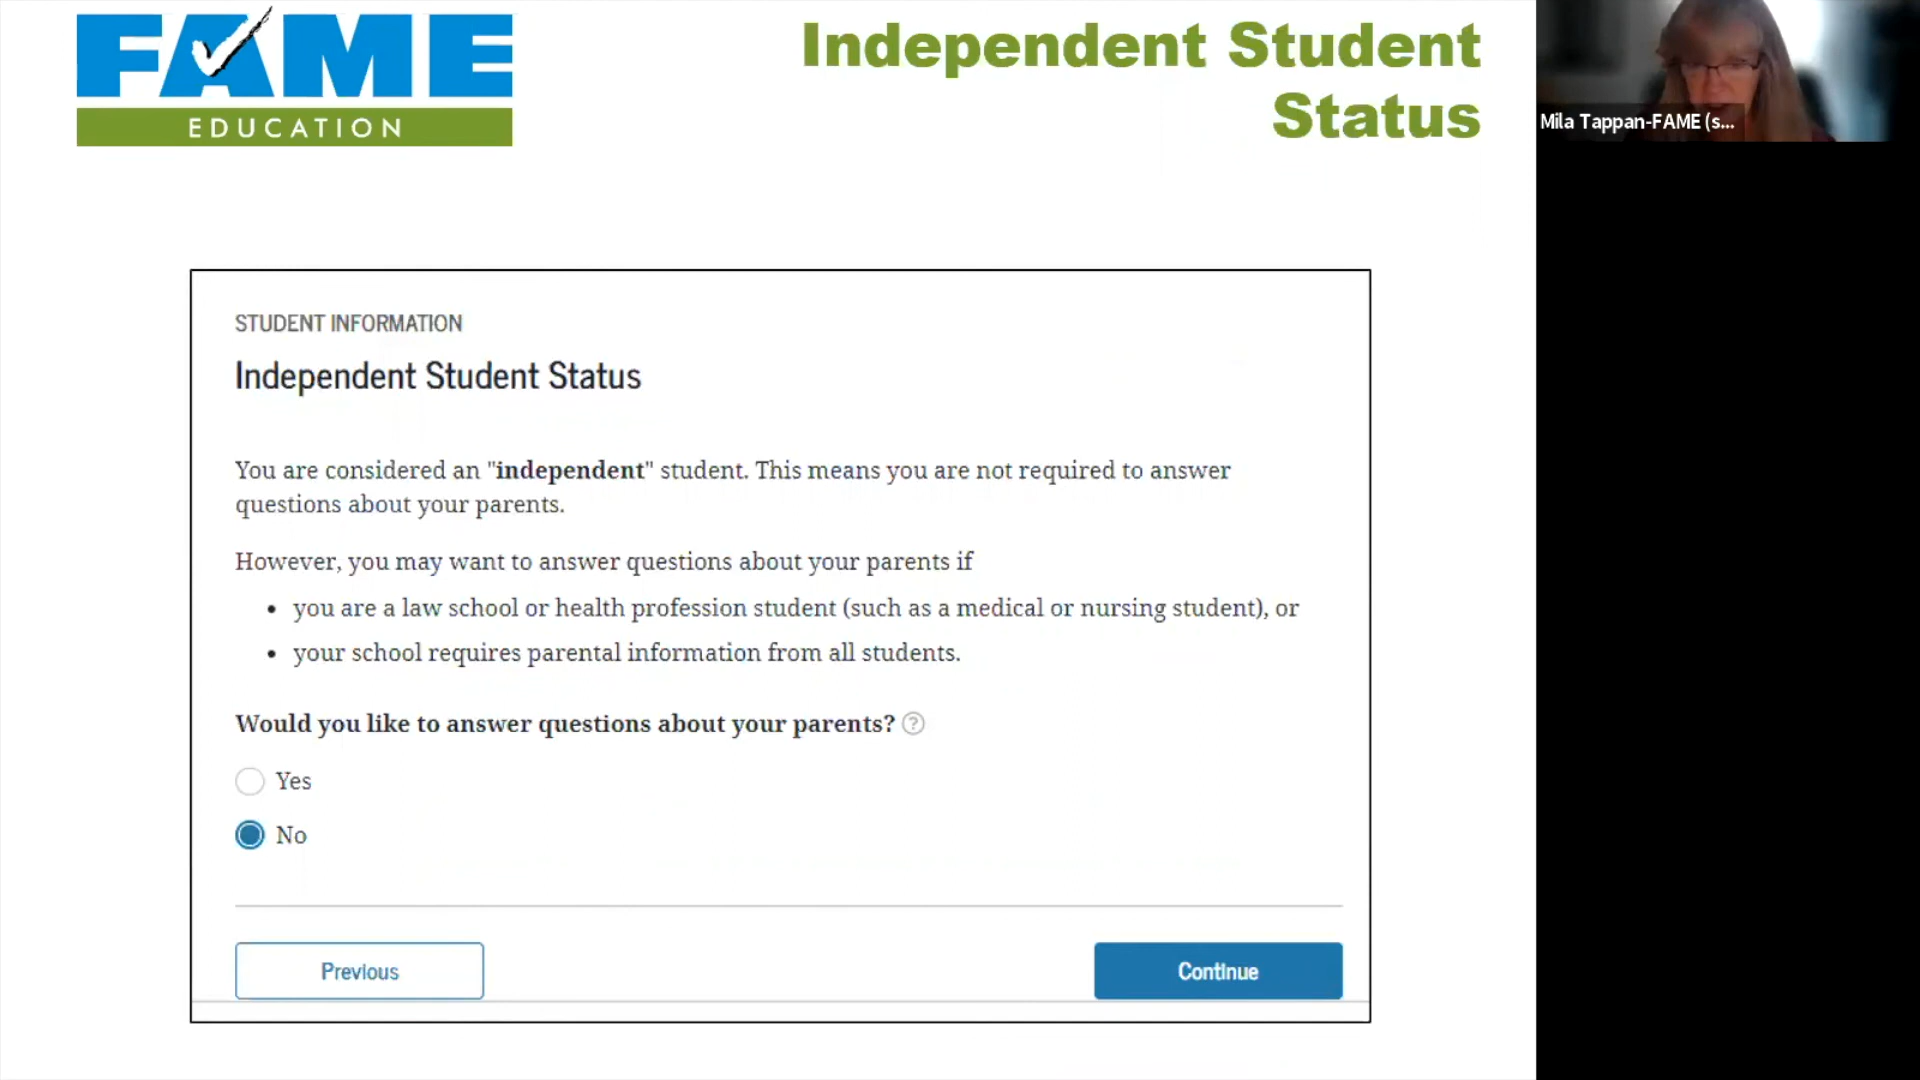 FAME
EDUCATION
Independent Student
Status
Mila Tappan-FAME (s...
STUDENT INFORMATION
Independent Student Status
You are considered an "independent" student. This means you are not required to answer
questions about your parents.
However, you may want to answer questions about your parents if
• you are a law school or health profession student (such as a medical or nursing student), or
• your school requires parental information from all students.
Would you like to answer questions about your parents? ?
Yes
No
Previous
Continue